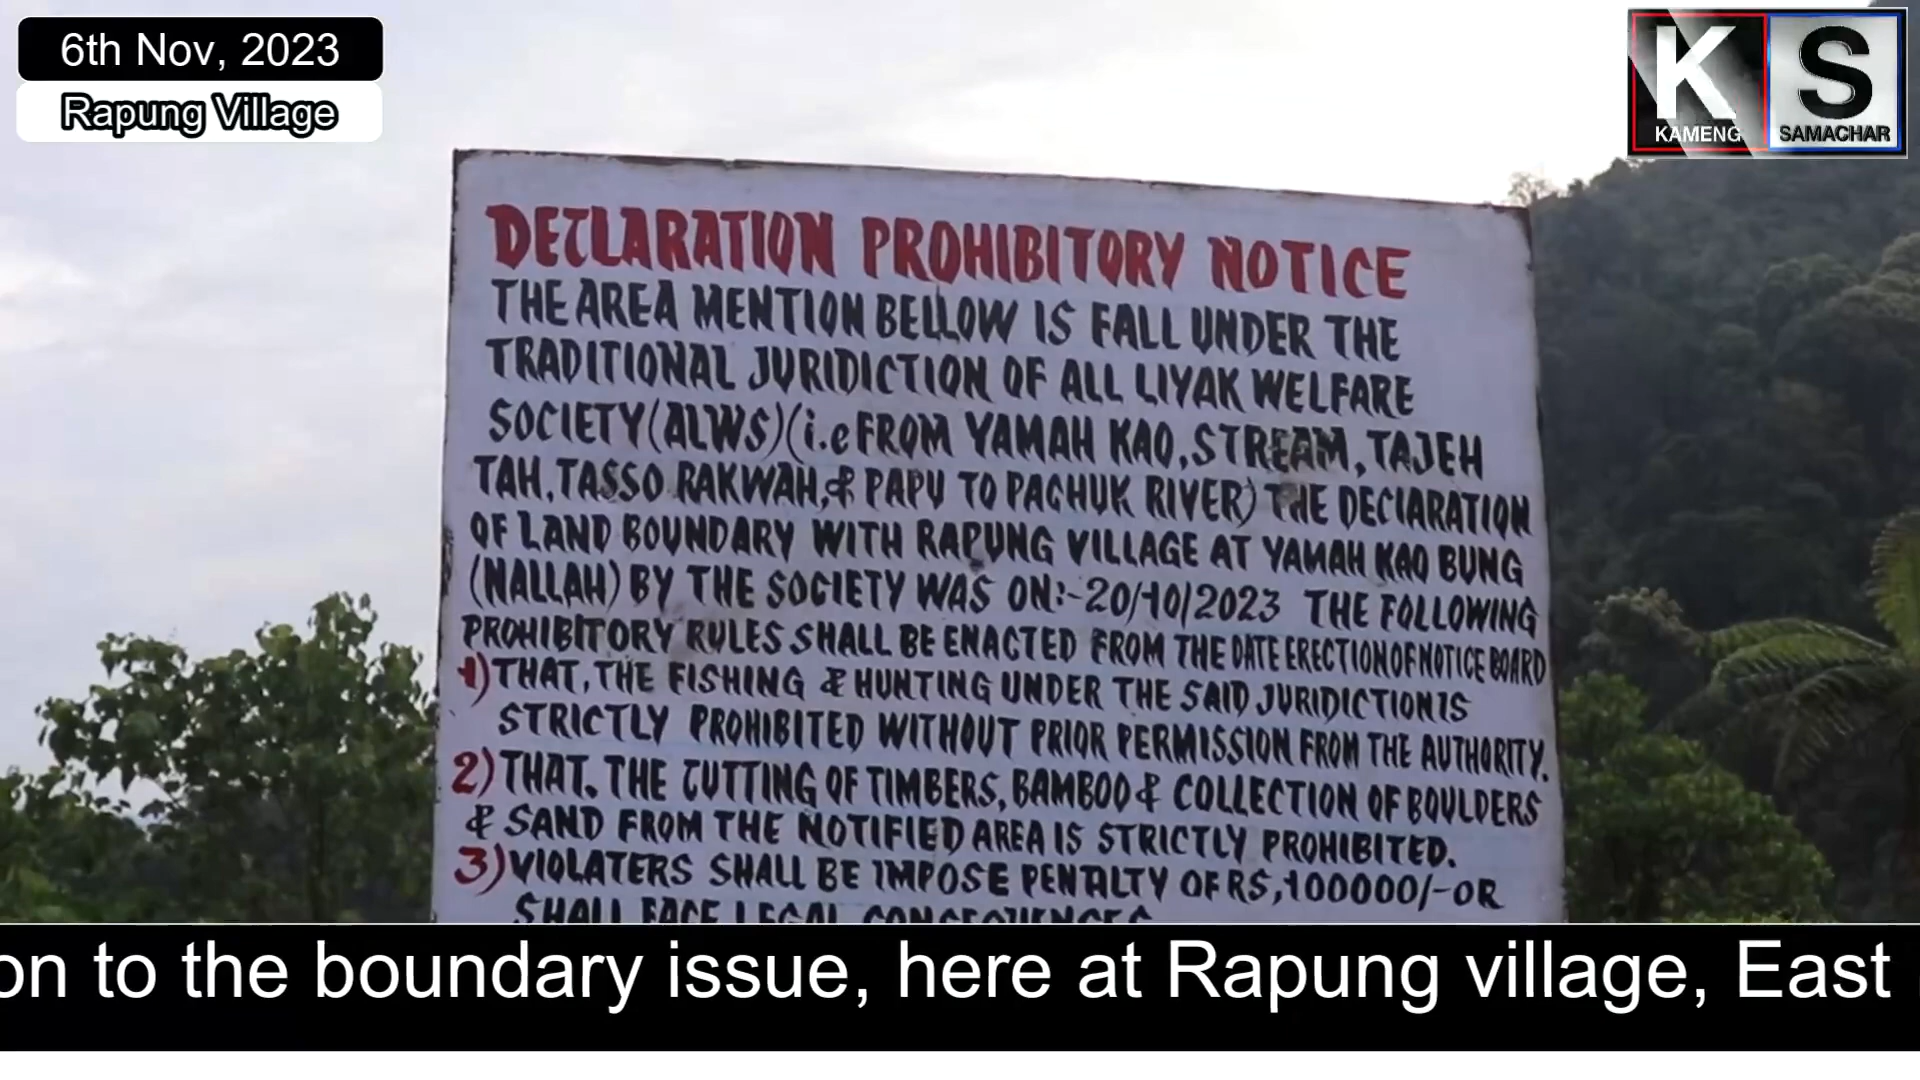 6th Nov, 2023
Rapung Village
K S
KAMENG SAMACHAR
DECLARATION PROHIBITORY NOTICE
THE AREA MENTION BELLOW IS FALL UNDER THE
TRADITIONAL JURIDICTION OF ALL LIYAK WELFARE
SOCIETY(ALWS)(i.e FROM YAMAH KAO, STREAM, TAJEH
TAH, TASSO RAKWAH, & PAPU TO PACHUK RIVER) THE DECLARATION
OF LAND BOUNDARY WITH RAPUNG VILLAGE AT YAMAH KAO BUNG
(NALLAH) BY THE SOCIETY WAS ON:-20/10/2023 THE FOLLOWING
PROHIBITORY RULES SHALL BE ENACTED FROM THE DATE ERECTION OF NOTICE BOARD
1) THAT, THE FISHING & HUNTING UNDER THE SAID JURIDICTION IS
STRICTLY PROHIBITED WITHOUT PRIOR PERMISSION FROM THE AUTHORITY.
2) THAT, THE CUTTING OF TIMBERS, BAMBOO & COLLECTION OF BOULDERS
& SAND FROM THE NOTIFIED AREA IS STRICTLY PROHIBITED.
3) VIOLATERS SHALL BE IMPOSE PENALTY OF RS,100000/-OR
SHALL FACE LEGAL CONSEQUENCES
on to the boundary issue, here at Rapung village, East